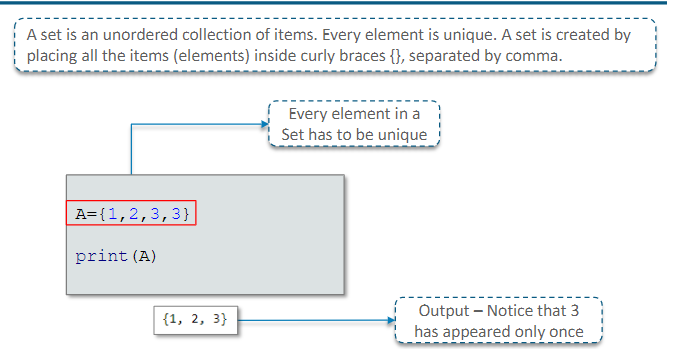 A set is an unordered collection of items. Every element is unique. A set is created by
placing all the items (elements) inside curly braces {}, separated by comma.
Every element in a
Set has to be unique
A={1,2,3,3}
print(A)
{1, 2, 3}
Output – Notice that 3
has appeared only once